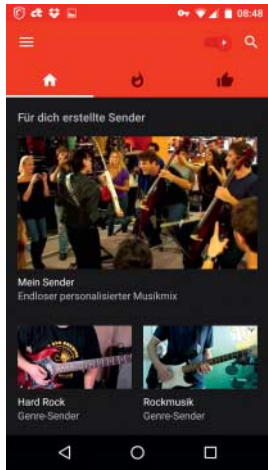 08:48
Für dich erstellte Sender
Mein Sender
Endloser personalisierter Musikmix
Hard Rock
Genre-Sender
Rockmusik
Genre-Sender